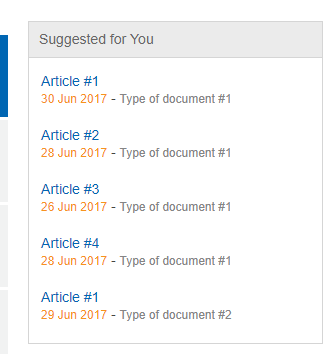 Suggested for You
Article #1
30 Jun 2017 - Type of document #1
Article #2
28 Jun 2017 - Type of document #1
Article #3
26 Jun 2017 - Type of document #1
Article #4
28 Jun 2017 - Type of document #1
Article #1
29 Jun 2017 - Type of document #2